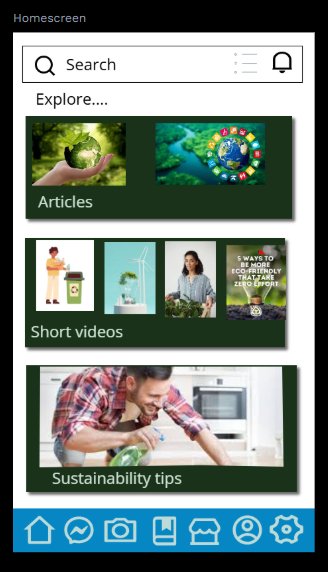 Homescreen
Search
Explore....
Articles
5 WAYS TO
BE MORE
ECO-FRIENDLY
THAT TAKE
ZERO EFFORT
Short videos
Sustainability tips